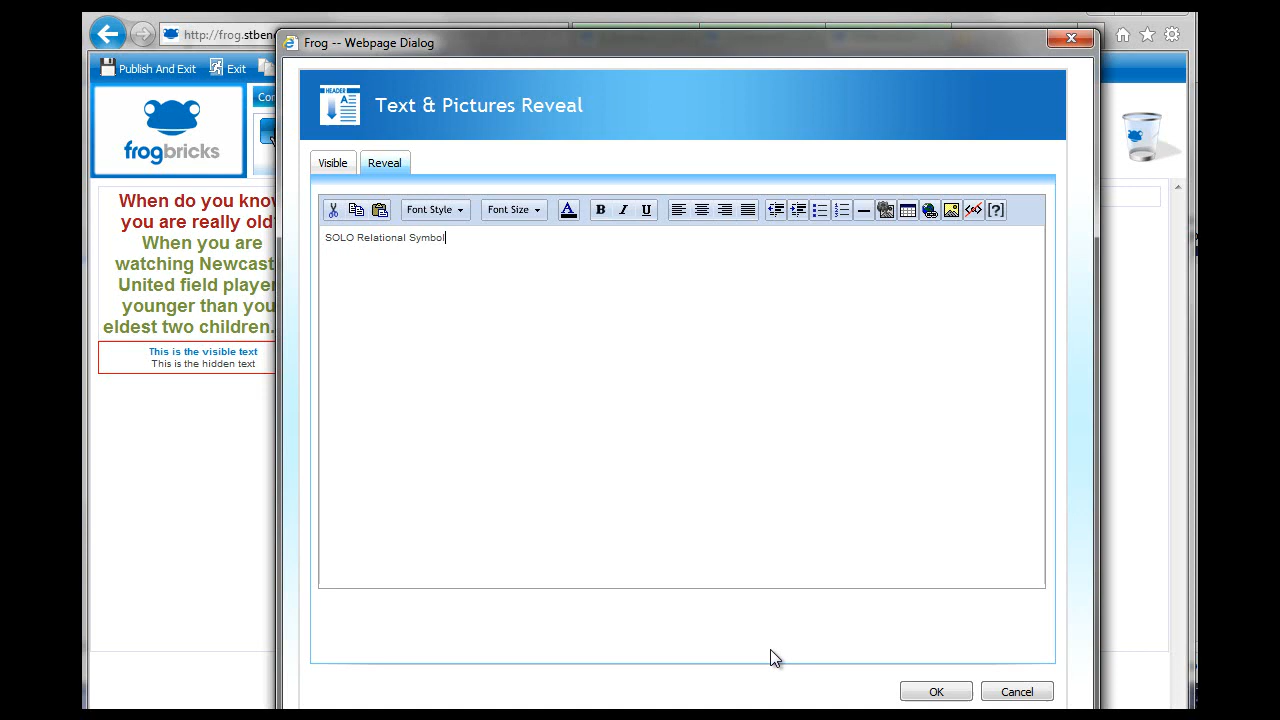 http://frog.stben
Frog -- Webpage Dialog
Publish And Exit
Exit
Con
frogbricks
HEADER
A
Text & Pictures Reveal
Visible
Reveal
Font Style
Font Size
A
B
I
U
[?]
SOLO Relational Symbol
When do you know
you are really old?
When you are
watching Newcast
United field player
younger than you
eldest two children.
This is the visible text
This is the hidden text
OK
Cancel